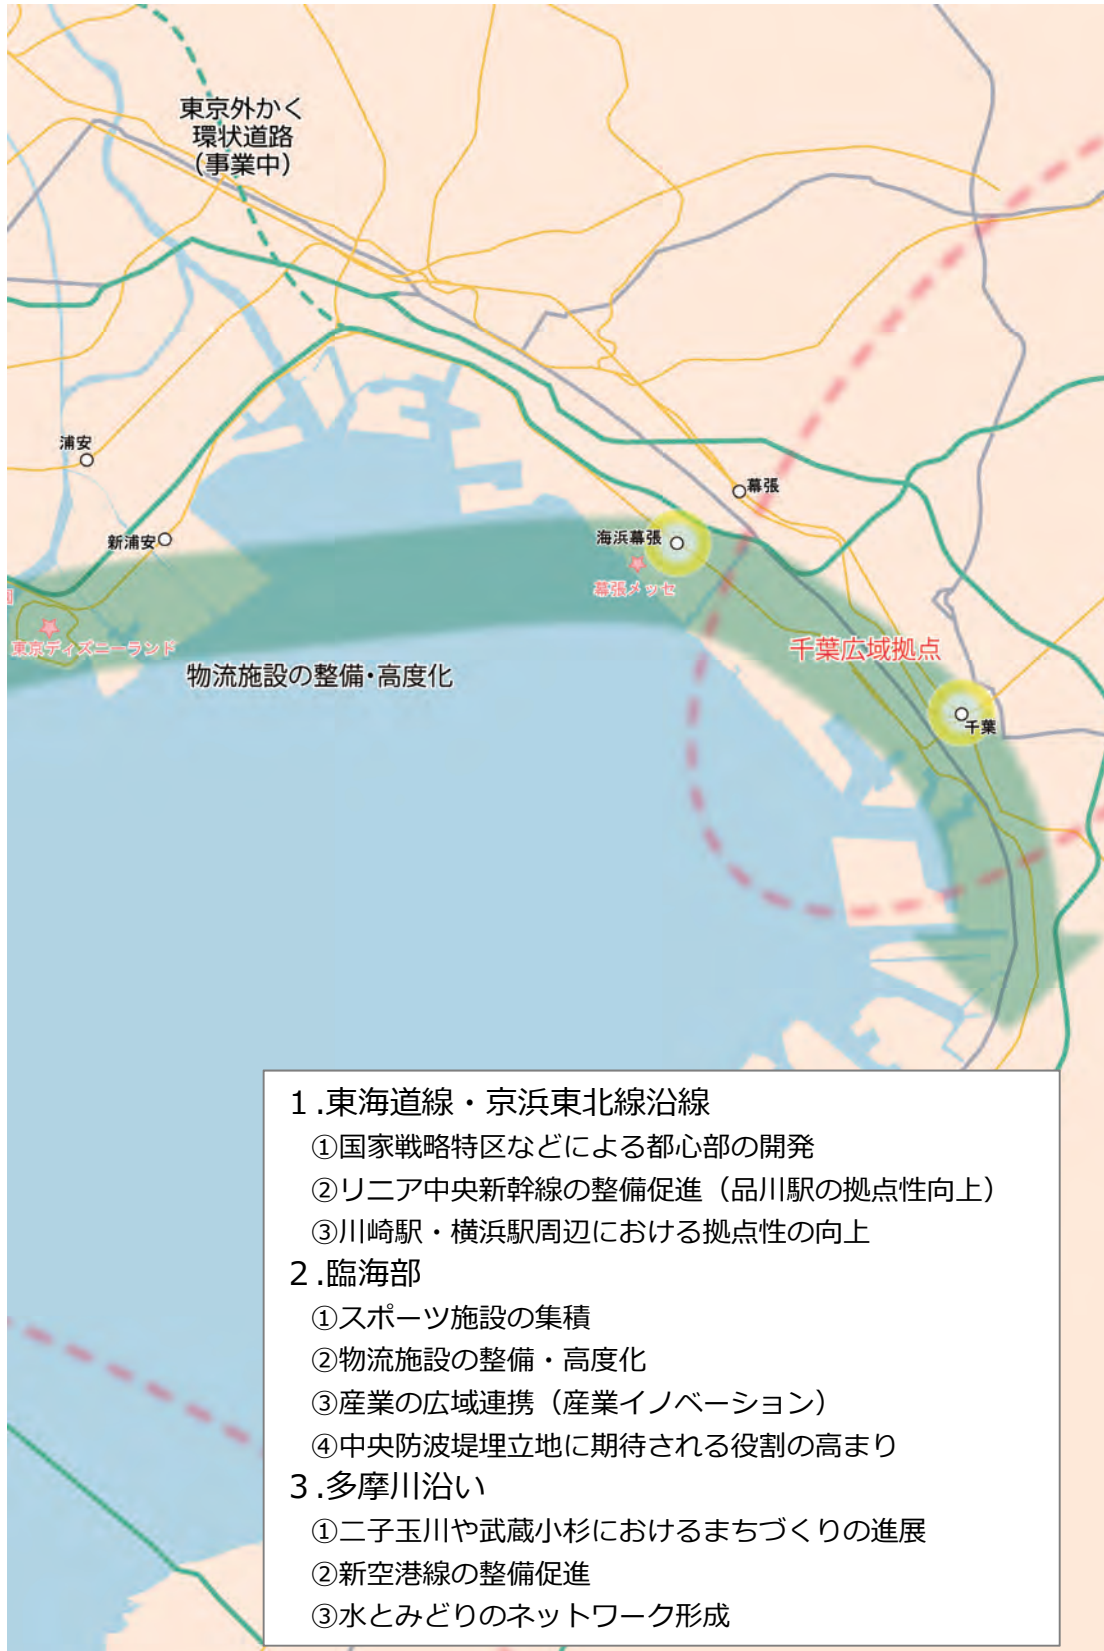 東京外かく
環状道路
（事業中）
浦安
幕張
新浦安
海浜幕張
幕張メッセ
東京ディズニーランド
千葉広域拠点
物流施設の整備・高度化
千葉
１.東海道線・京浜東北線沿線
①国家戦略特区などによる都心部の開発
②リニア中央新幹線の整備促進（品川駅の拠点性向上）
③川崎駅・横浜駅周辺における拠点性の向上
２.臨海部
①スポーツ施設の集積
②物流施設の整備・高度化
③産業の広域連携（産業イノベーション）
④中央防波堤埋立地に期待される役割の高まり
３.多摩川沿い
①二子玉川や武蔵小杉におけるまちづくりの進展
②新空港線の整備促進
③水とみどりのネットワーク形成